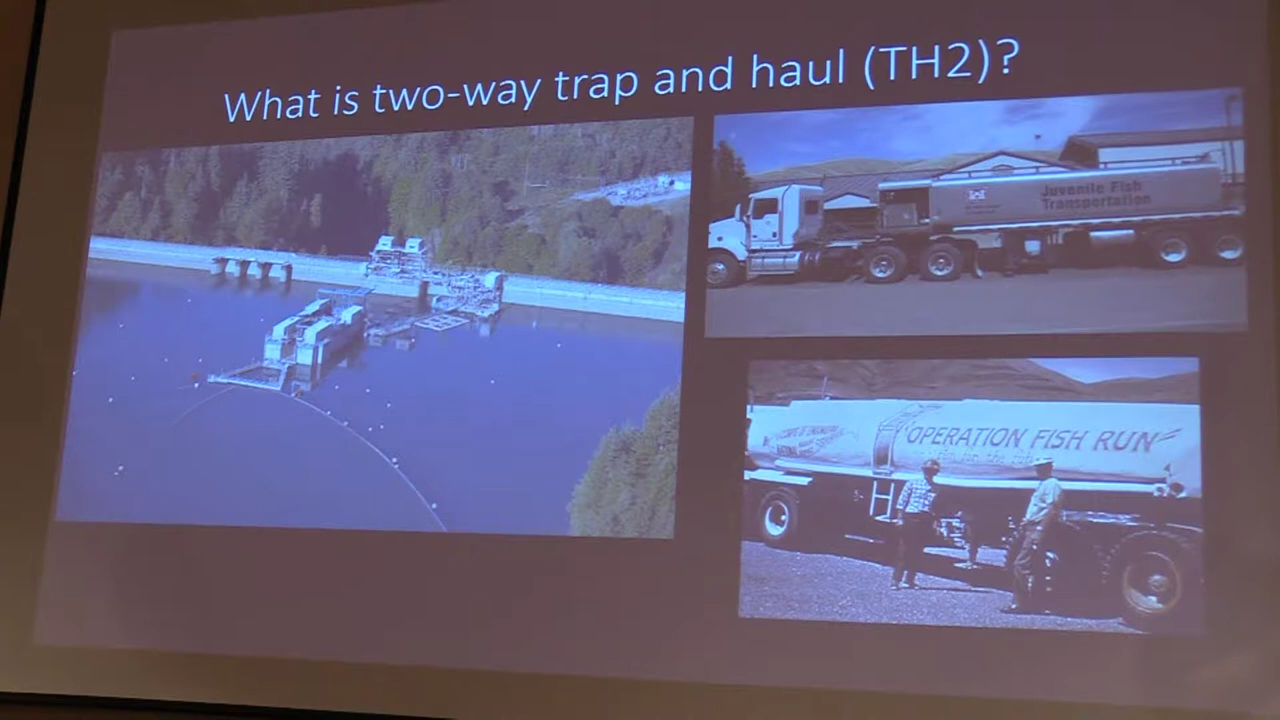 What is two-way trap and haul (TH2)?
Juvenile Fish
Transportation
"OPERATION FISH RUN"